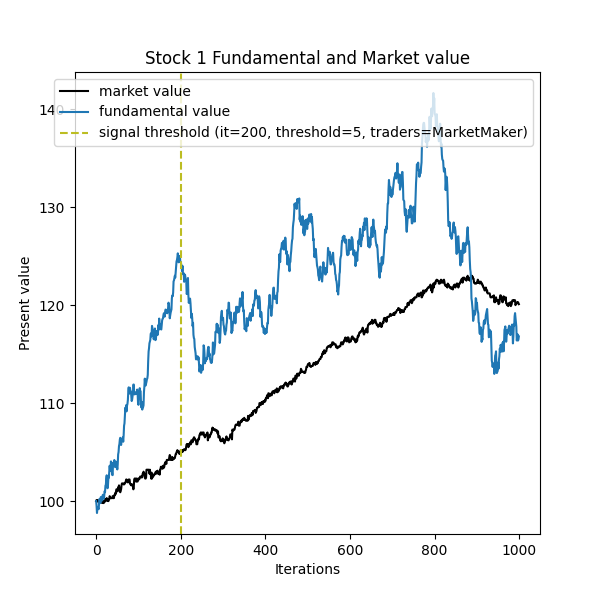 Stock 1 Fundamental and Market value
market value
fundamental value
signal threshold (it=200, threshold=5, traders=MarketMaker)
140
130
120
110
100
Present value
0 200 400 600 800 1000
Iterations